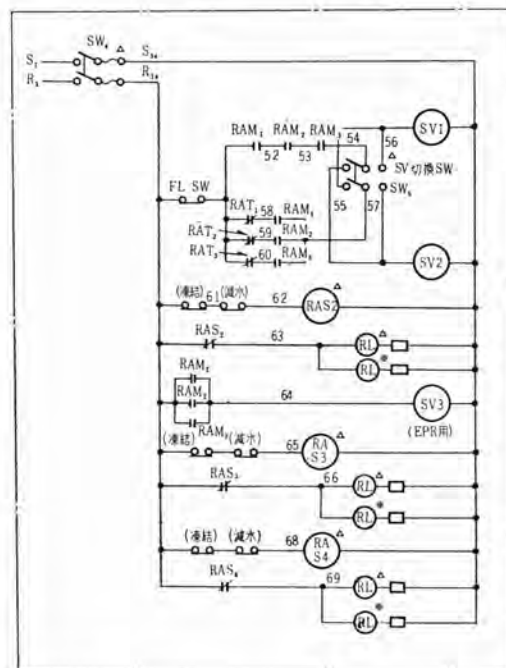 SW₄ △ S₃₄
S₁
R₁ R₃₄
RAM₁ RAM₂ RAM₃ 54 56 SV1
52 53
△
SV切換SW
FL SW 55 57 SW₅
RAT₁ 58 RAM₁
RAT₂ 59 RAM₂
RAT₃ 60 RAM₃
SV2
(凍結) 61 (減水) 62 RAS2 △
RAS₂ 63 RL △
RL ※
RAM₁
RAM₂ 64 SV3
RAM₃ (EPR用)
(凍結) (減水) 65 RA S3 △
RAS₃ 66 RL △
RL ※
(凍結) (減水) 68 RA S4 △
RAS₄ 69 RL △
RL ※